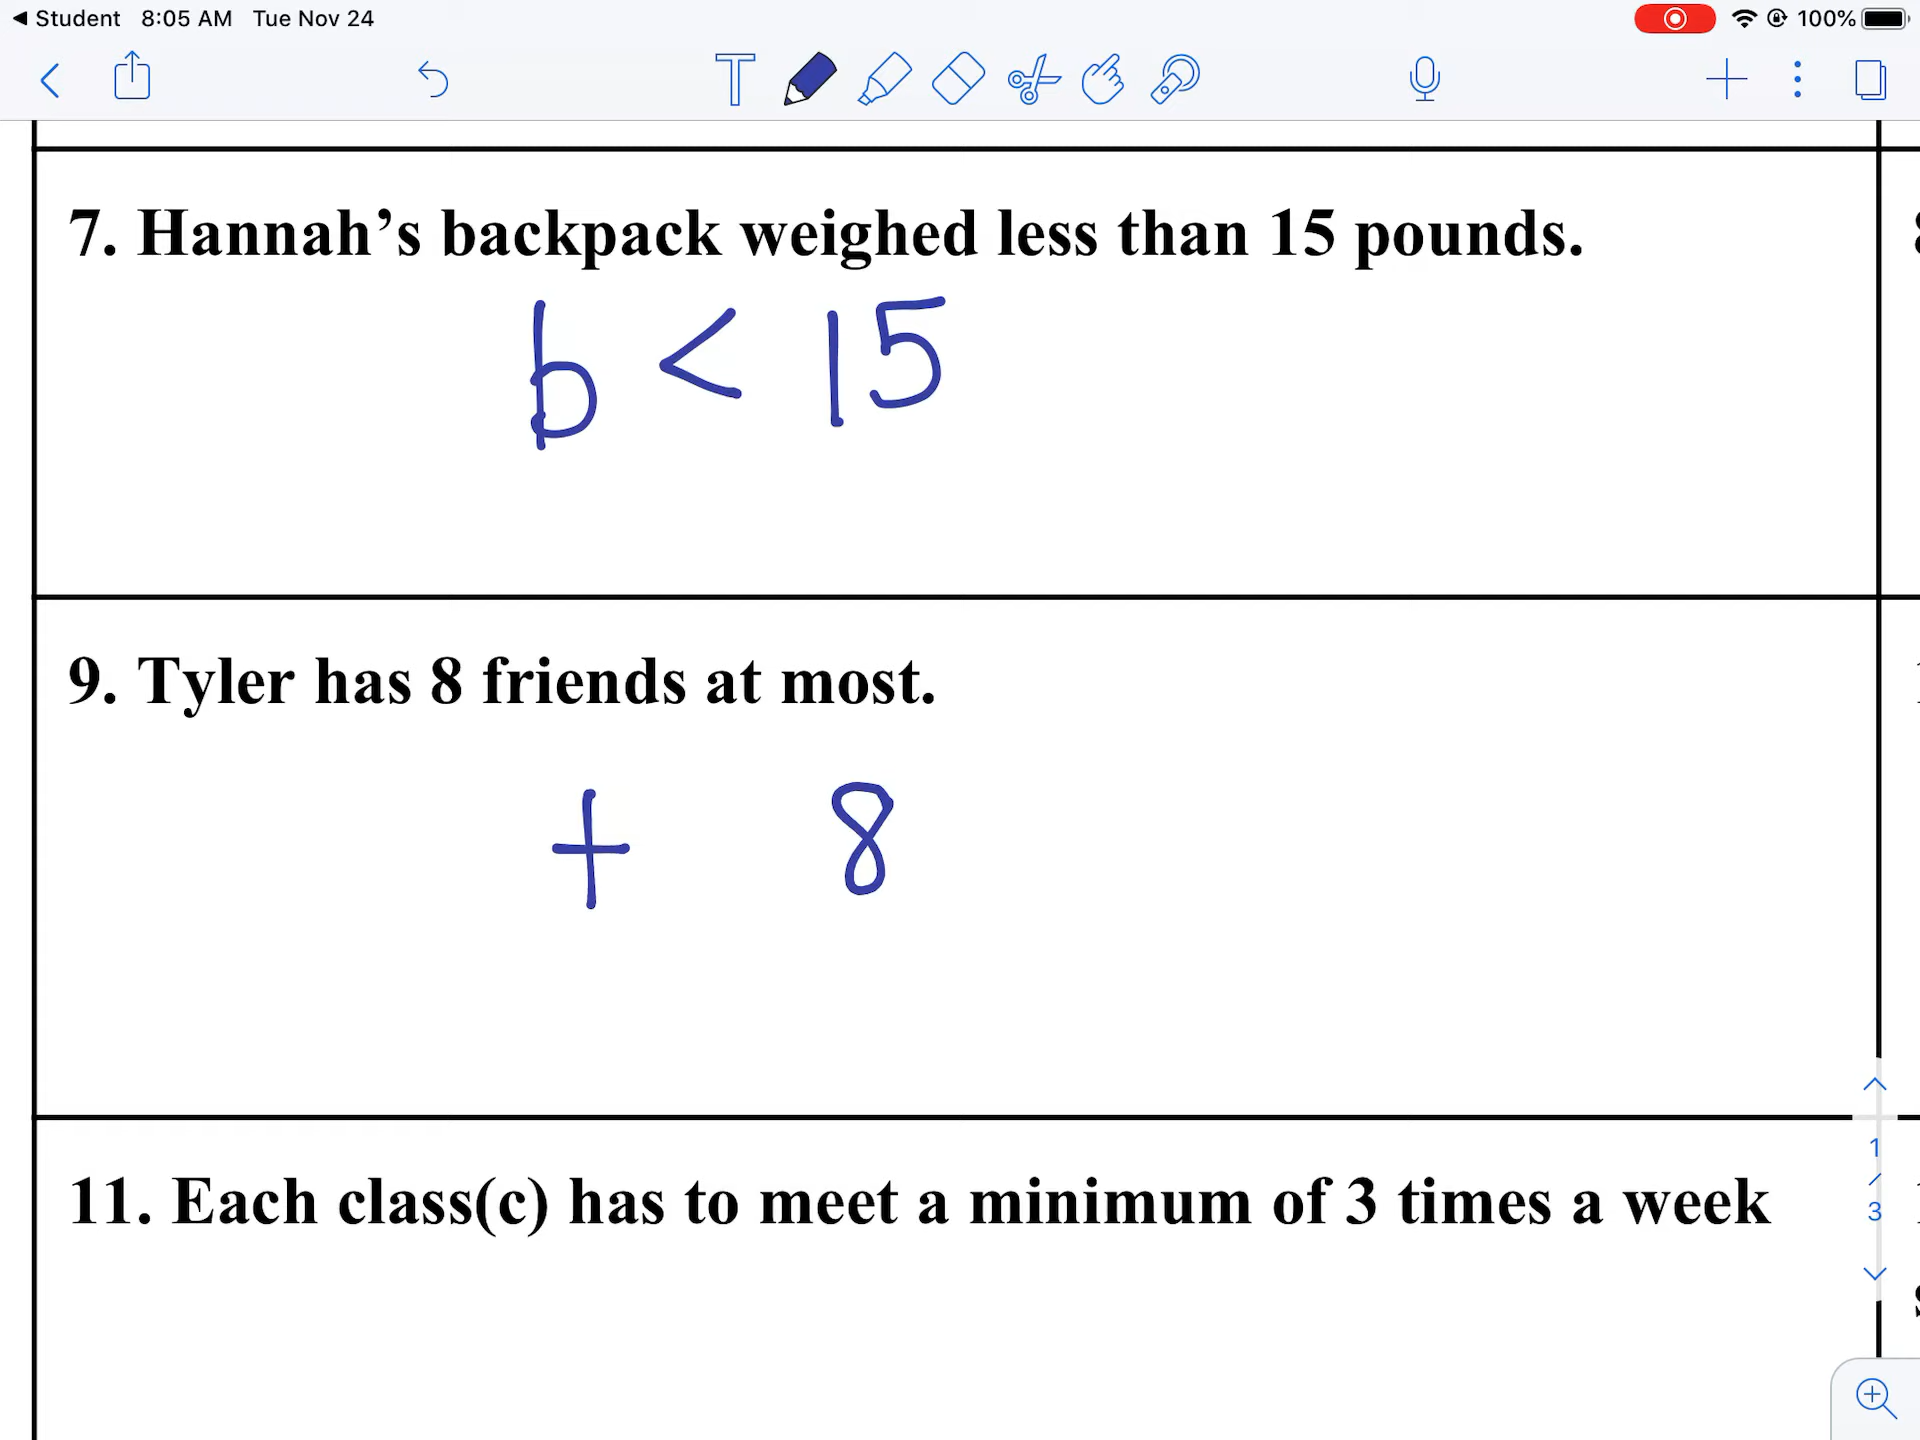 Student 8:05 AM Tue Nov 24 100%
7. Hannah’s backpack weighed less than 15 pounds.
b < 15
9. Tyler has 8 friends at most.
t 8
11. Each class(c) has to meet a minimum of 3 times a week
1
/
3